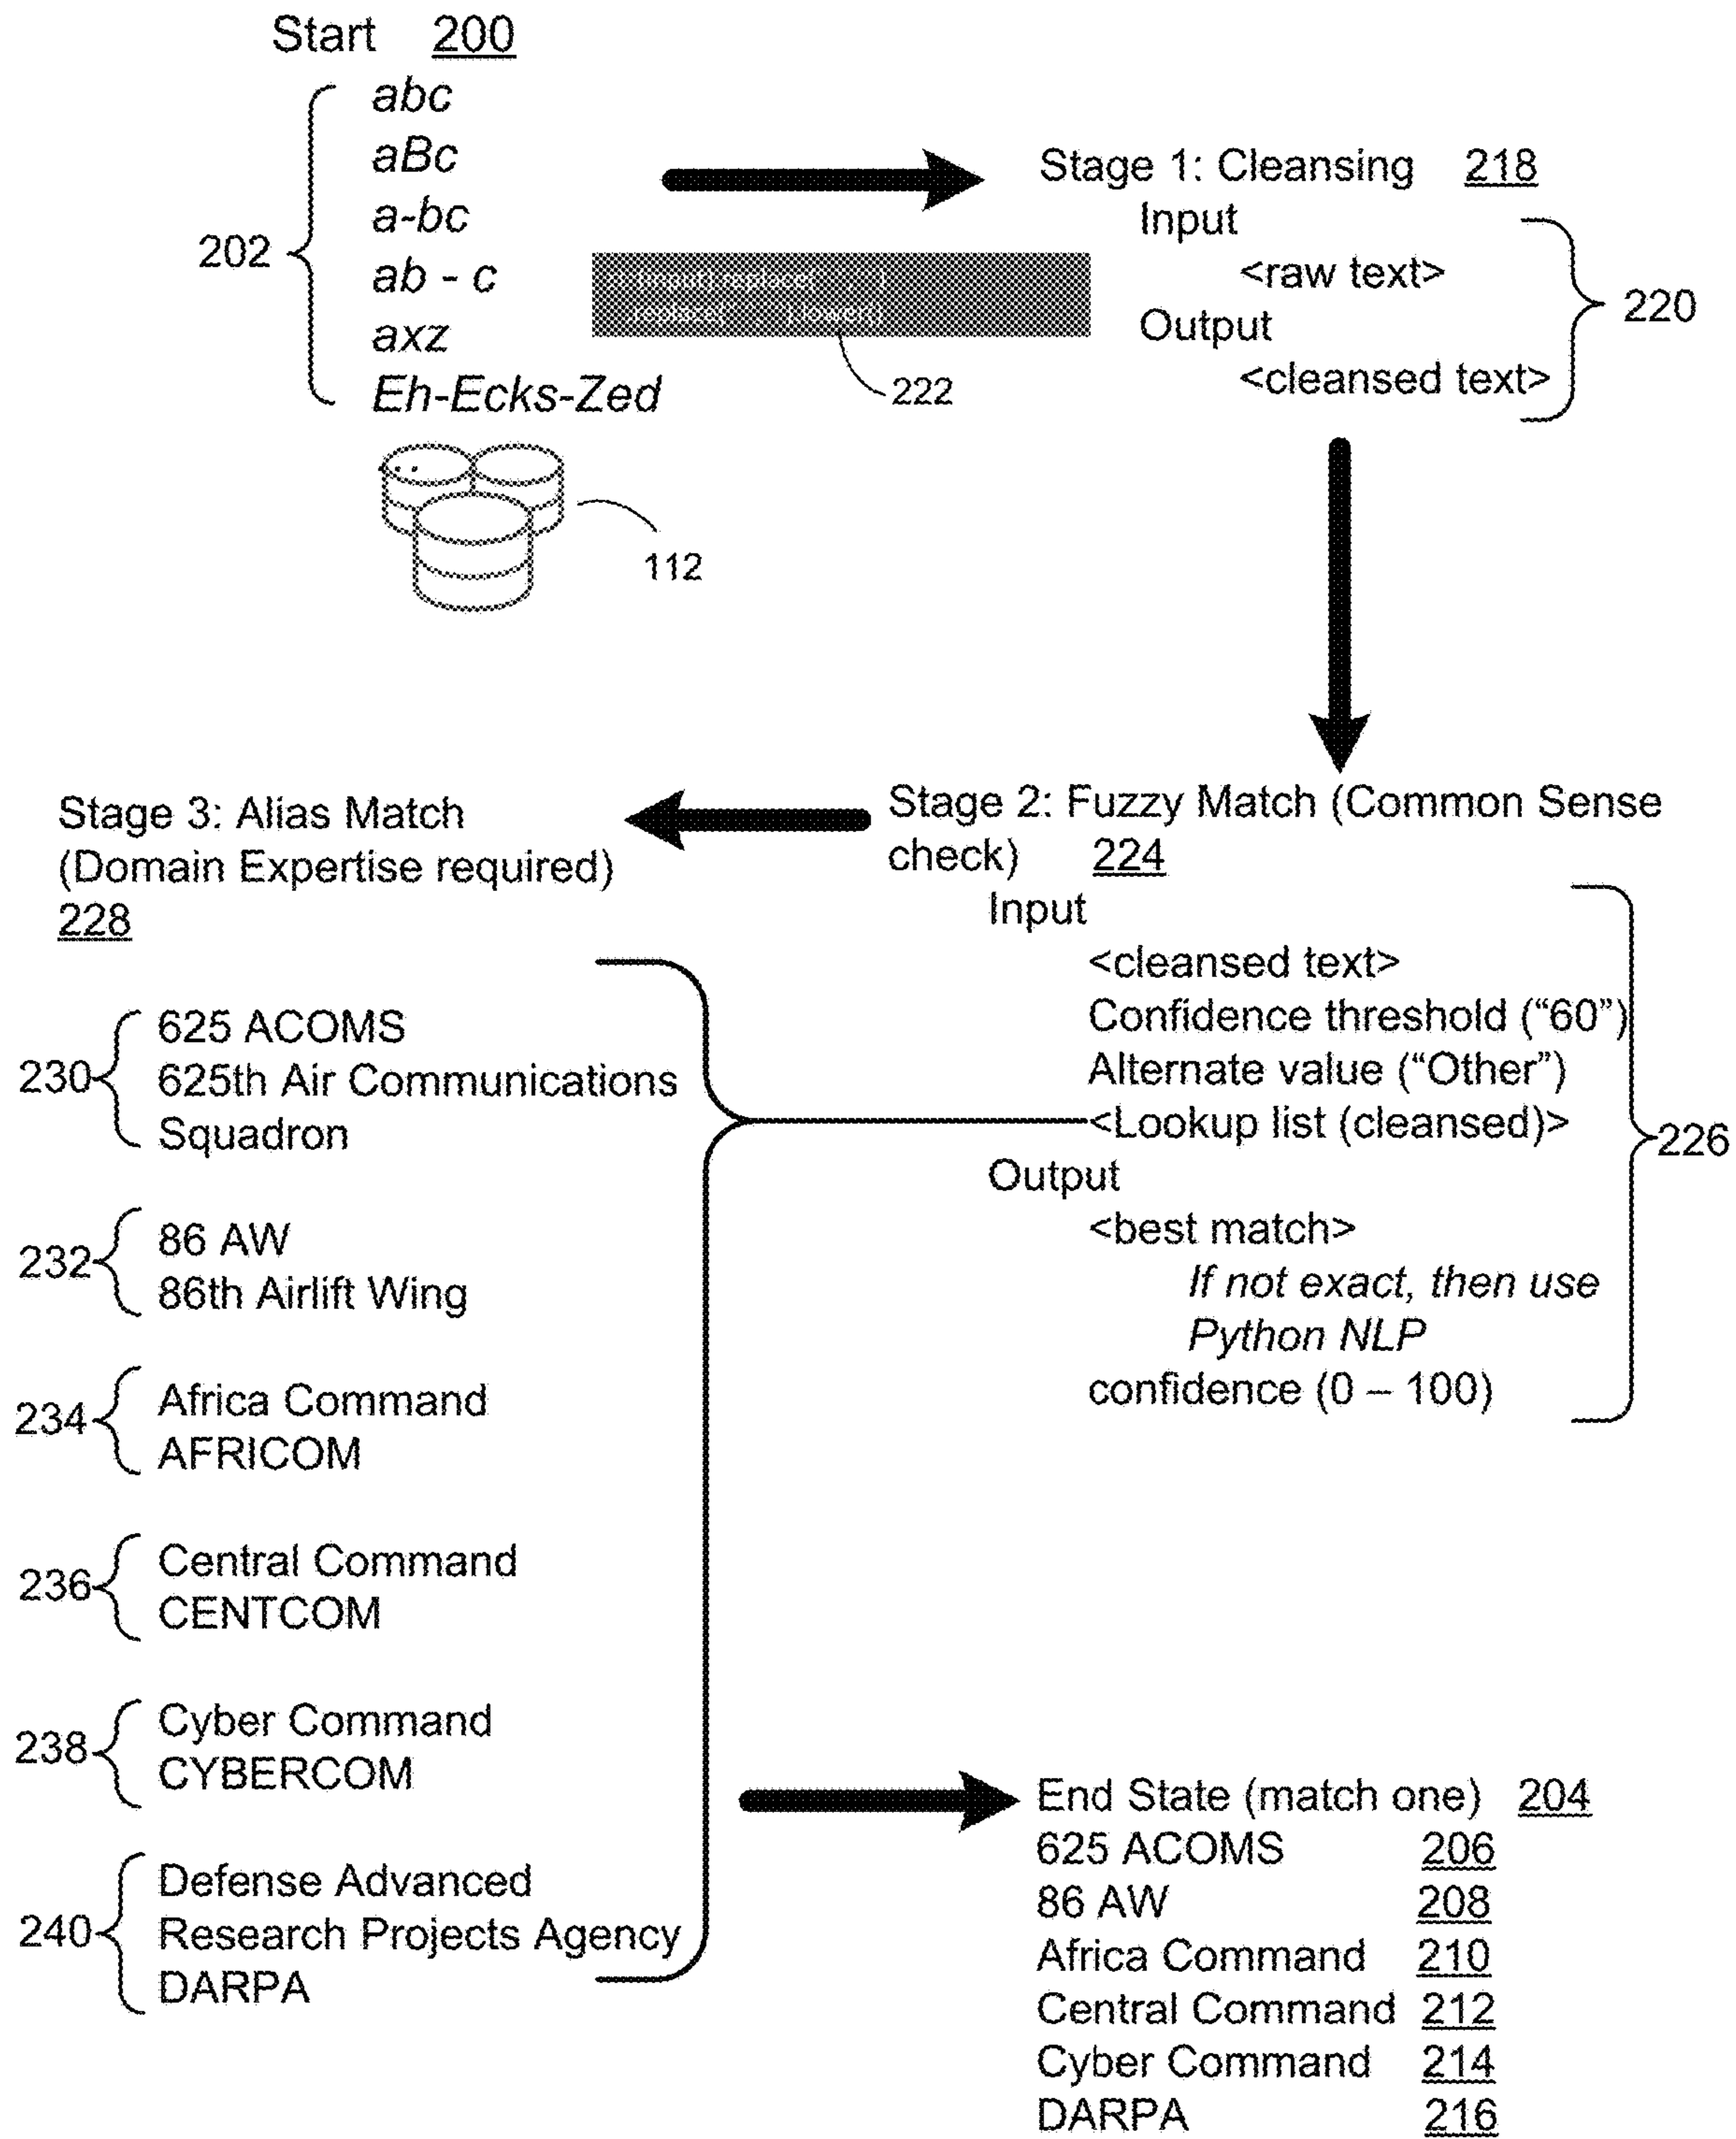 Start 200
abc
aBc
a-bc
ab - c
axz
Eh-Ecks-Zed
...
202
112
222
Stage 1: Cleansing 218
Input
<raw text>
Output
<cleansed text>
220
Stage 2: Fuzzy Match (Common Sense
check) 224
Input
<cleansed text>
Confidence threshold (“60”)
Alternate value (“Other”)
<Lookup list (cleansed)>
Output
<best match>
If not exact, then use
Python NLP
confidence (0 – 100)
226
Stage 3: Alias Match
(Domain Expertise required)
228
230
625 ACOMS
625th Air Communications
Squadron
232
86 AW
86th Airlift Wing
234
Africa Command
AFRICOM
236
Central Command
CENTCOM
238
Cyber Command
CYBERCOM
240
Defense Advanced
Research Projects Agency
DARPA
End State (match one) 204
625 ACOMS 206
86 AW 208
Africa Command 210
Central Command 212
Cyber Command 214
DARPA 216